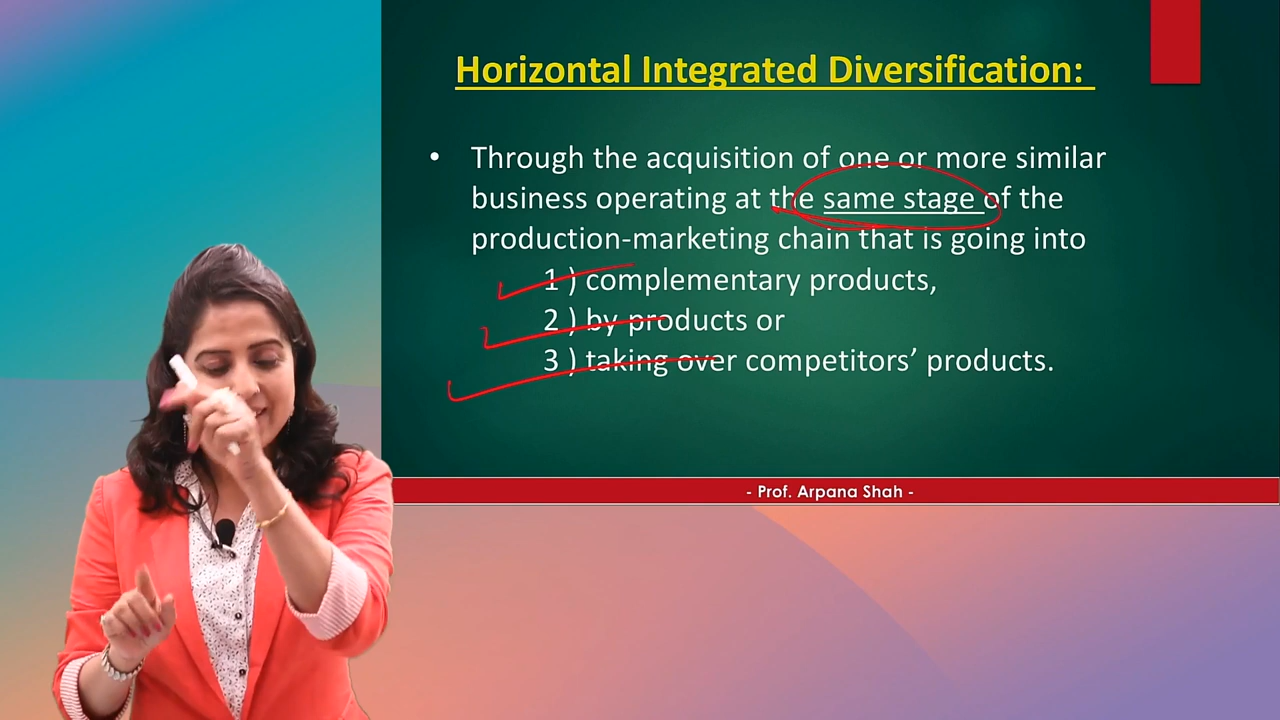 Horizontal Integrated Diversification:
• Through the acquisition of one or more similar
business operating at the same stage of the
production-marketing chain that is going into
1 ) complementary products,
2 ) by products or
3 ) taking over competitors’ products.
- Prof. Arpana Shah -